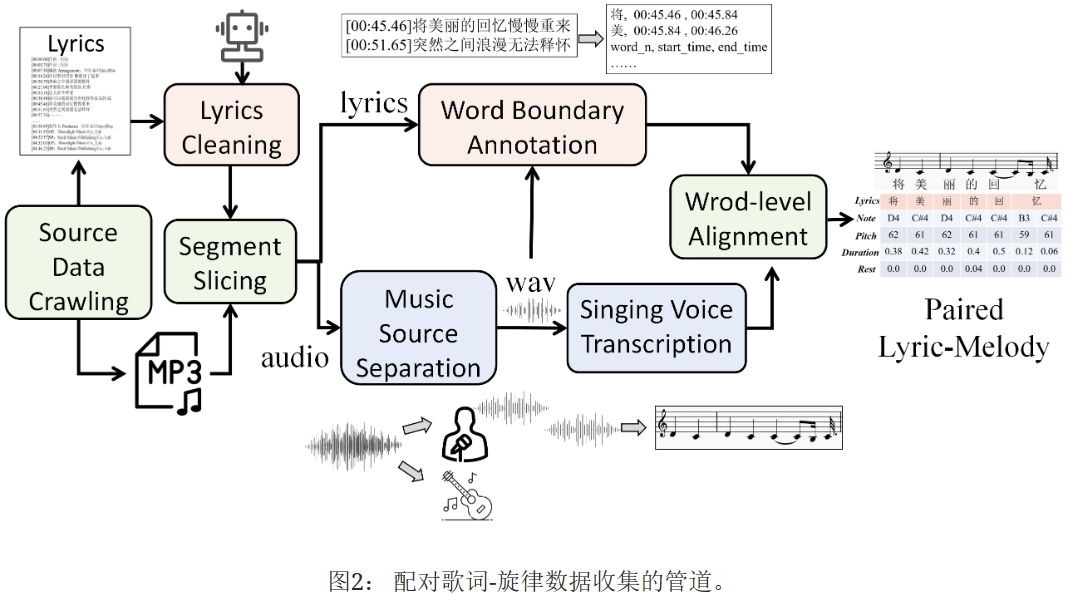 Lyrics
[00:45.46]将美丽的回忆慢慢重来
[00:51.65]突然之间浪漫无法释怀
将, 00:45.46 , 00:45.84
美, 00:45.84 , 00:46.26
word_n, start_time, end_time
……
Lyrics
Cleaning
lyrics
Word Boundary
Annotation
Source
Data
Crawling
Segment
Slicing
MP3
audio
Music
Source
Separation
wav
Singing Voice
Transcription
Wrod-level
Alignment
将 美 丽 的 回 忆
Lyrics 将 美 丽 的 回 忆
Note D4 C#4 D4 C#4 C#4 B3 C#4
Pitch 62 61 62 61 61 59 61
Duration 0.38 0.42 0.32 0.4 0.5 0.12 0.06
Rest 0.0 0.0 0.0 0.04 0.0 0.0 0.0
Paired
Lyric-Melody
图2： 配对歌词-旋律数据收集的管道。